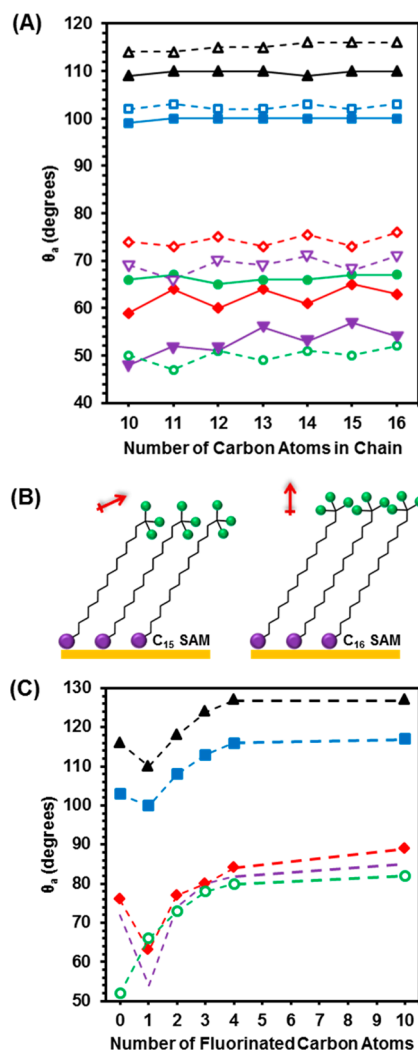 (A)
120
110
100
90
80
70
60
50
40
θa (degrees)
10 11 12 13 14 15 16
Number of Carbon Atoms in Chain
(B)
C15 SAM
C16 SAM
(C)
130
120
110
100
90
80
70
60
50
θa (degrees)
0 1 2 3 4 5 6 7 8 9 10
Number of Fluorinated Carbon Atoms